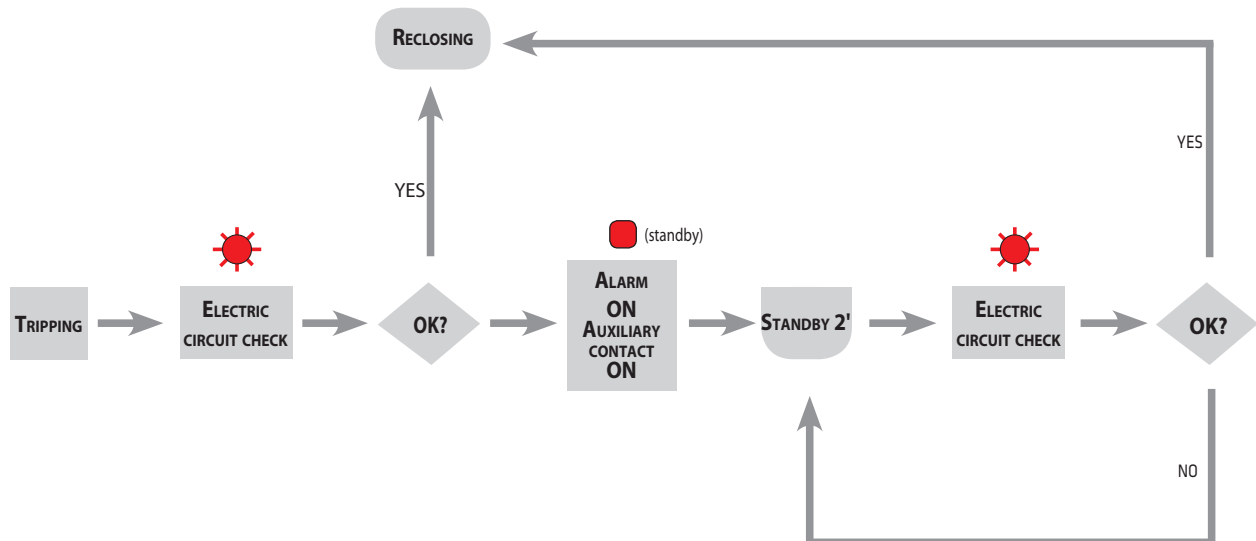 RECLOSING
YES
YES
(standby)
TRIPPING
ELECTRIC
CIRCUIT CHECK
OK?
ALARM
ON
AUXILIARY
CONTACT
ON
STANDBY 2'
ELECTRIC
CIRCUIT CHECK
OK?
NO